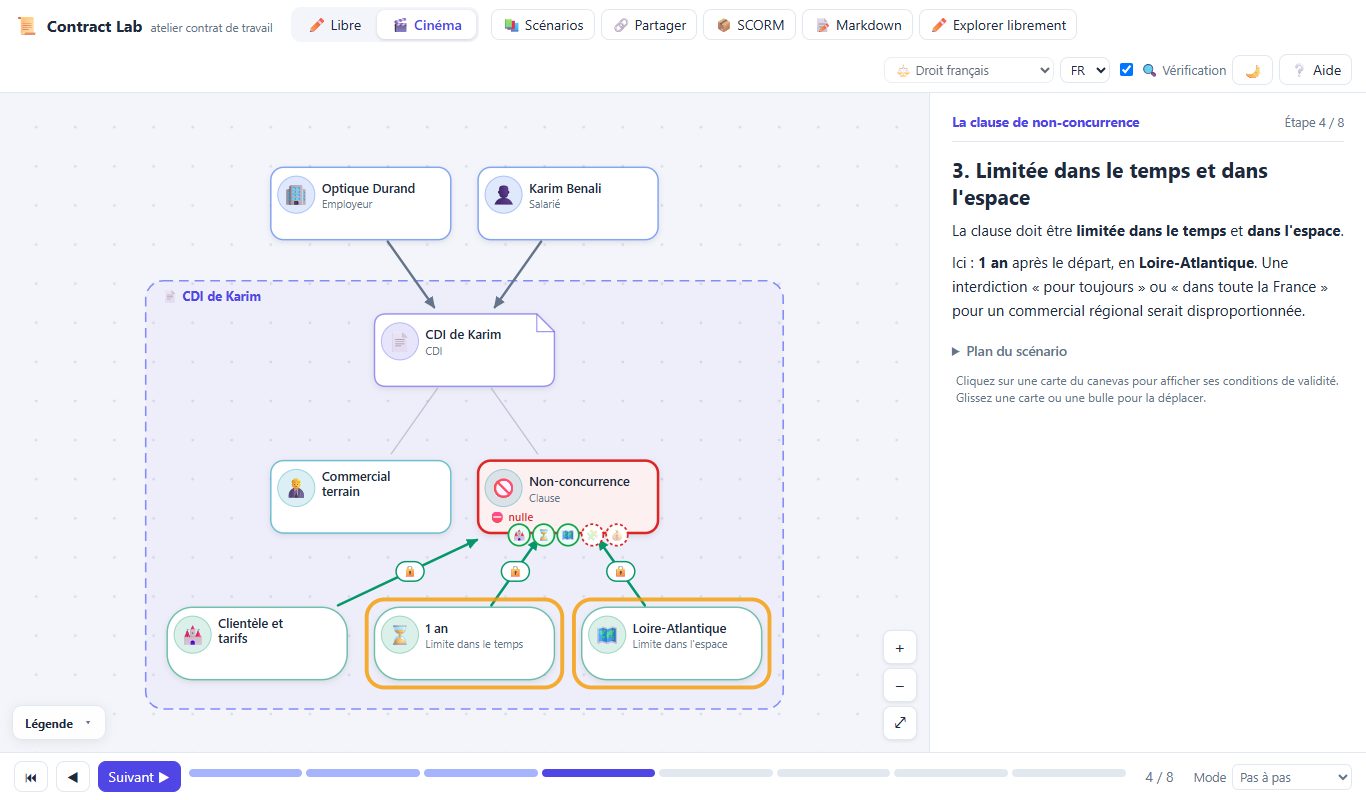 Contract Lab atelier contrat de travail
Libre
Cinéma
Scénarios
Partager
SCORM
Markdown
Explorer librement
Droit français
FR
Vérification
Aide
Optique Durand
Employeur
Karim Benali
Salarié
CDI de Karim
CDI de Karim
CDI
Commercial
terrain
Non-concurrence
Clause
nulle
Clientèle et
tarifs
1 an
Limite dans le temps
Loire-Atlantique
Limite dans l'espace
+
−
Légende
La clause de non-concurrence
Étape 4 / 8
3. Limitée dans le temps et dans
l'espace
La clause doit être limitée dans le temps et dans l'espace.
Ici : 1 an après le départ, en Loire-Atlantique. Une
interdiction « pour toujours » ou « dans toute la France »
pour un commercial régional serait disproportionnée.
Plan du scénario
Cliquez sur une carte du canevas pour afficher ses conditions de validité.
Glissez une carte ou une bulle pour la déplacer.
Suivant
4 / 8
Mode
Pas à pas